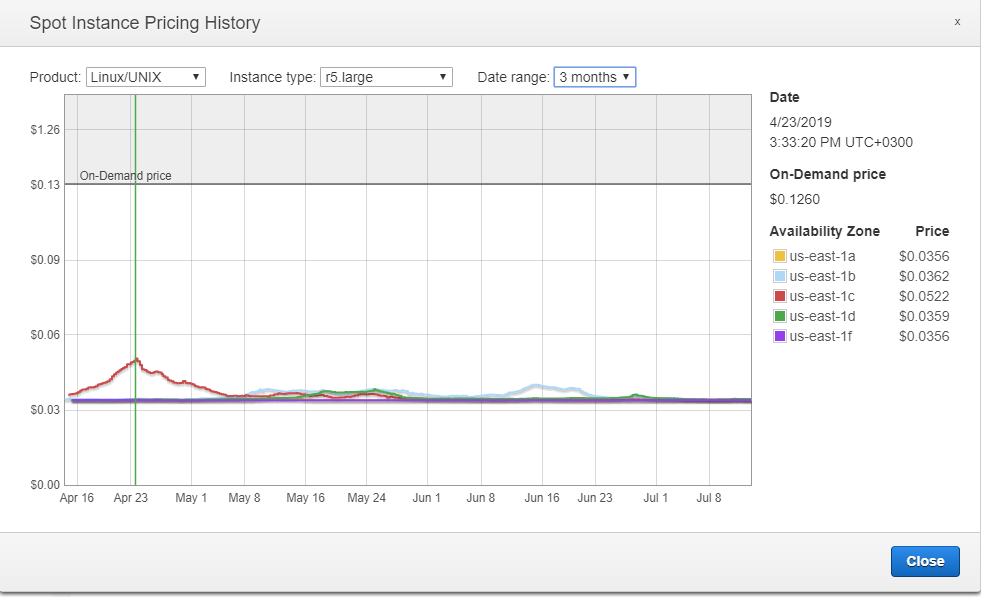 Spot Instance Pricing History
x
Product: Linux/UNIX Instance type: r5.large Date range: 3 months
$1.26
On-Demand price
$0.13
$0.09
$0.06
$0.03
$0.00
Apr 16 Apr 23 May 1 May 8 May 16 May 24 Jun 1 Jun 8 Jun 16 Jun 23 Jul 1 Jul 8
Date
4/23/2019
3:33:20 PM UTC+0300
On-Demand price
$0.1260
Availability Zone Price
us-east-1a $0.0356
us-east-1b $0.0362
us-east-1c $0.0522
us-east-1d $0.0359
us-east-1f $0.0356
Close